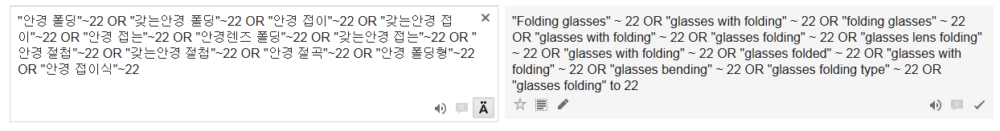 "안경 폴딩"~22 OR "갖는안경 폴딩"~22 OR "안경 접이"~22 OR "갖는안경 접
이"~22 OR "안경 접는"~22 OR "안경렌즈 폴딩"~22 OR "갖는안경 접는"~22 OR "
안경 절첩"~22 OR "갖는안경 절첩"~22 OR "안경 절곡"~22 OR "안경 폴딩형"~22
OR "안경 접이식"~22
Ä
"Folding glasses" ~ 22 OR "glasses with folding" ~ 22 OR "folding glasses" ~ 22
OR "glasses with folding" ~ 22 OR "glasses folding" ~ 22 OR "glasses lens folding"
~ 22 OR "glasses with folding" ~ 22 OR "glasses folded" ~ 22 OR "glasses with
folding" ~ 22 OR "glasses bending" ~ 22 OR "glasses folding type" ~ 22 OR
"glasses folding" to 22